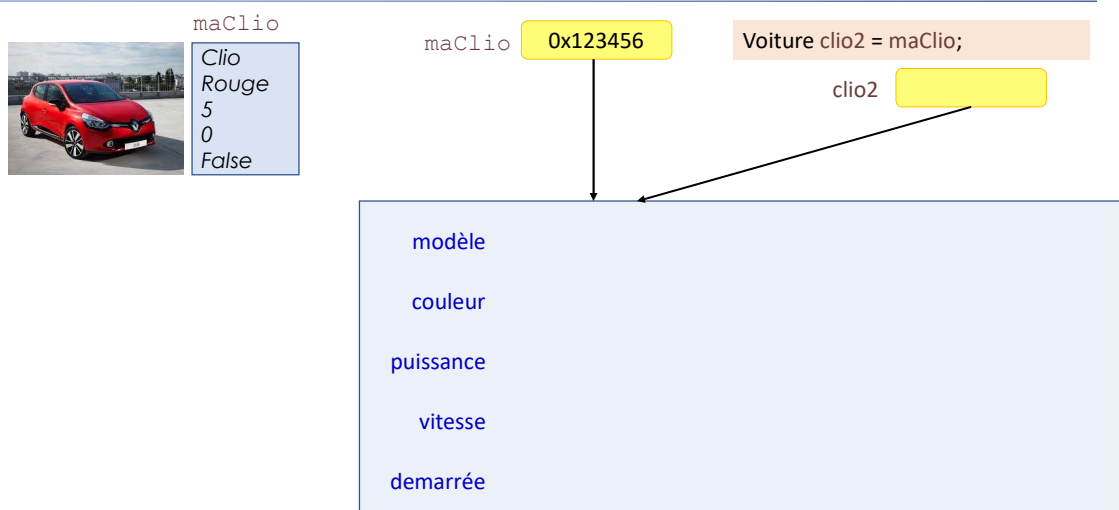 maClio
Clio
Rouge
5
0
False
maClio 0x123456
Voiture clio2 = maClio;
clio2
modèle
couleur
puissance
vitesse
demarrée